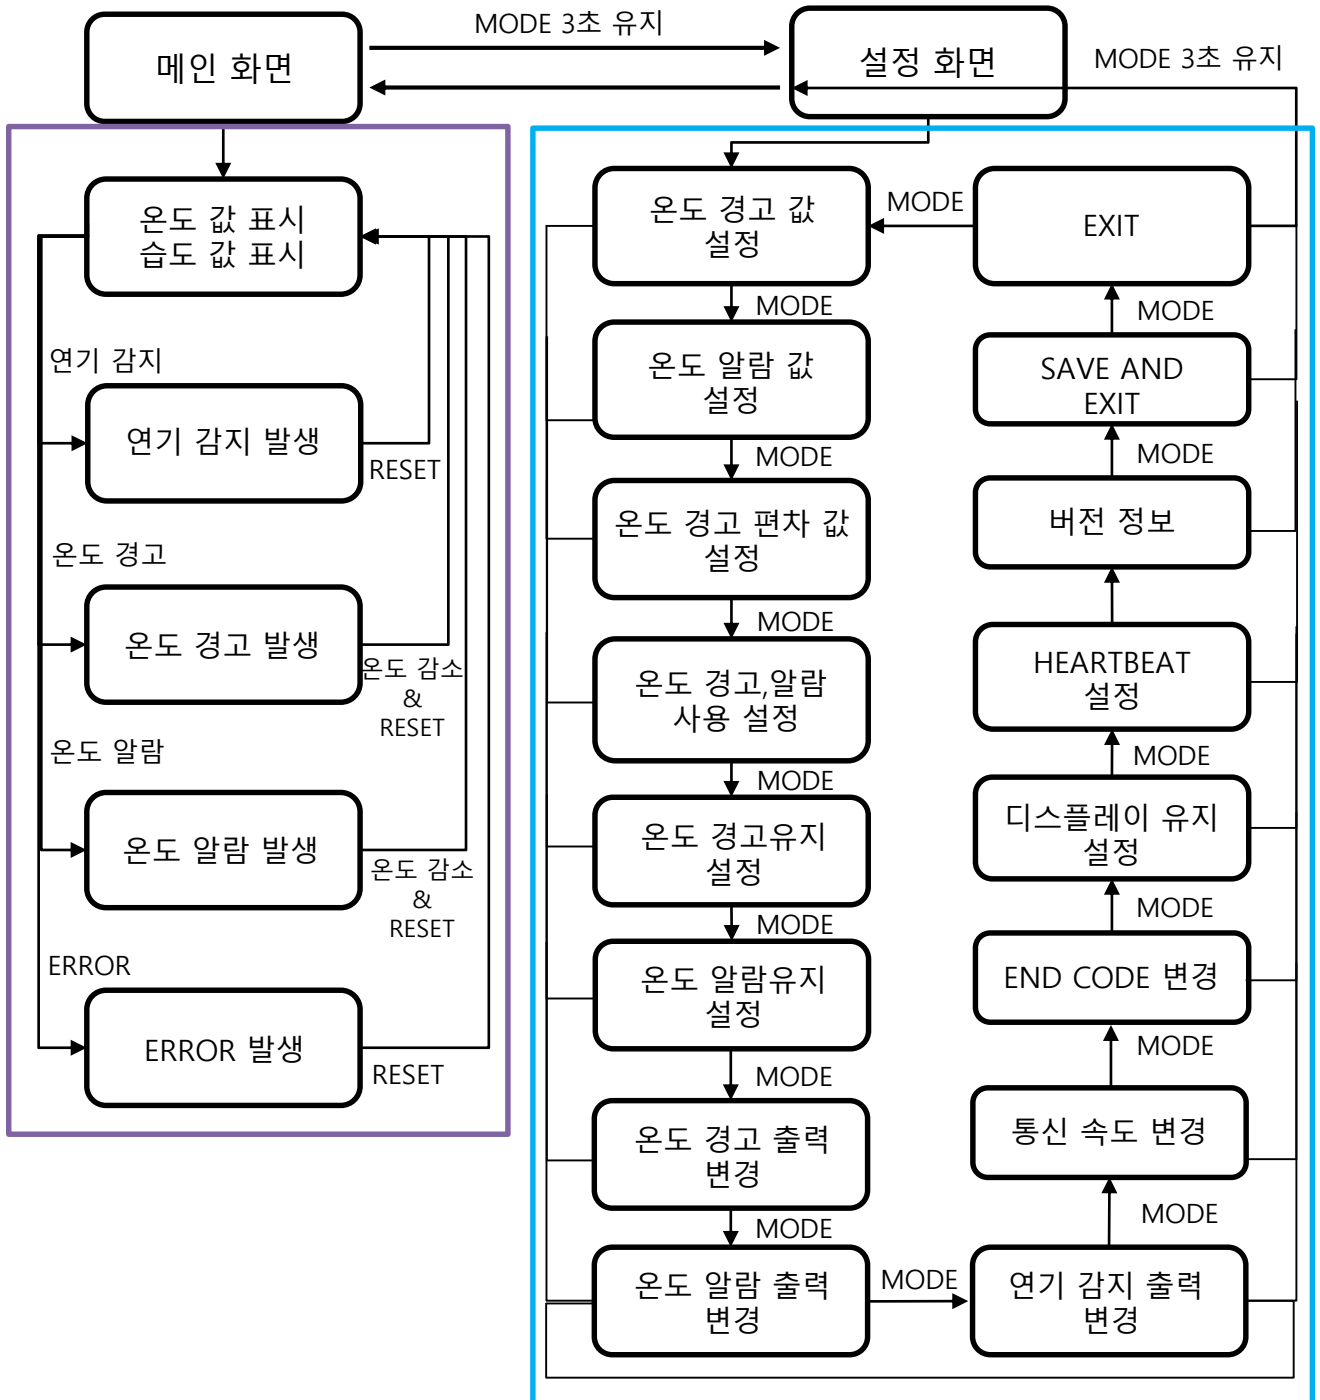 메인 화면
MODE 3초 유지
설정 화면
MODE 3초 유지
온도 값 표시
습도 값 표시
연기 감지
연기 감지 발생
RESET
온도 경고
온도 경고 발생
온도 감소
&
RESET
온도 알람
온도 알람 발생
온도 감소
&
RESET
ERROR
ERROR 발생
RESET
온도 경고 값
설정
MODE
온도 알람 값
설정
MODE
온도 경고 편차 값
설정
MODE
온도 경고,알람
사용 설정
MODE
온도 경고유지
설정
MODE
온도 알람유지
설정
MODE
온도 경고 출력
변경
MODE
온도 알람 출력
변경
MODE
연기 감지 출력
변경
MODE
통신 속도 변경
MODE
END CODE 변경
MODE
디스플레이 유지
설정
MODE
HEARTBEAT
설정
버전 정보
MODE
SAVE AND
EXIT
MODE
EXIT
MODE